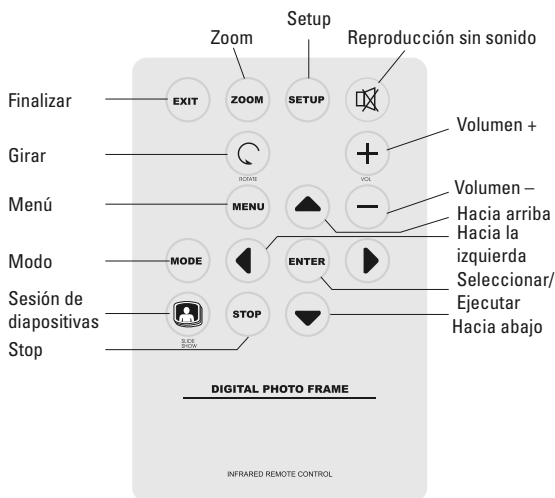 Setup
Zoom
Reproducción sin sonido
Finalizar
EXIT
ZOOM
SETUP
Volumen +
Girar
ROTATE
VOL
Menú
MENU
Volumen –
Hacia arriba
Hacia la
izquierda
Modo
MODE
ENTER
Seleccionar/
Ejecutar
Sesión de
diapositivas
SLIDE
SHOW
STOP
Hacia abajo
Stop
DIGITAL PHOTO FRAME
INFRARED REMOTE CONTROL